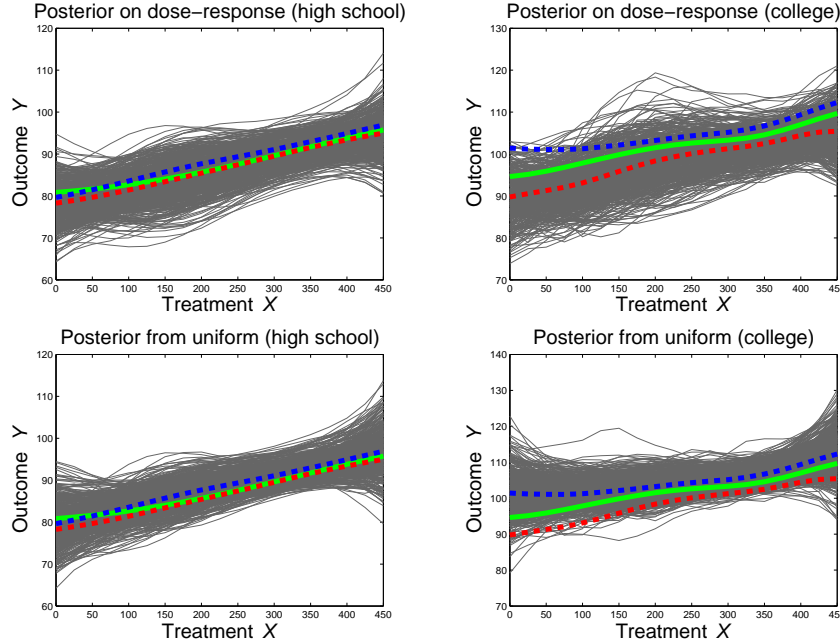 Posterior on dose−response (high school)
120
110
100
90
80
70
60
0 50 100 150 200 250 300 350 400 450
Outcome Y
Treatment X
Posterior on dose−response (college)
130
120
110
100
90
80
70
0 50 100 150 200 250 300 350 400 450
Outcome Y
Treatment X
Posterior from uniform (high school)
120
110
100
90
80
70
60
0 50 100 150 200 250 300 350 400 450
Outcome Y
Treatment X
Posterior from uniform (college)
140
130
120
110
100
90
80
70
60
0 50 100 150 200 250 300 350 400 450
Outcome Y
Treatment X